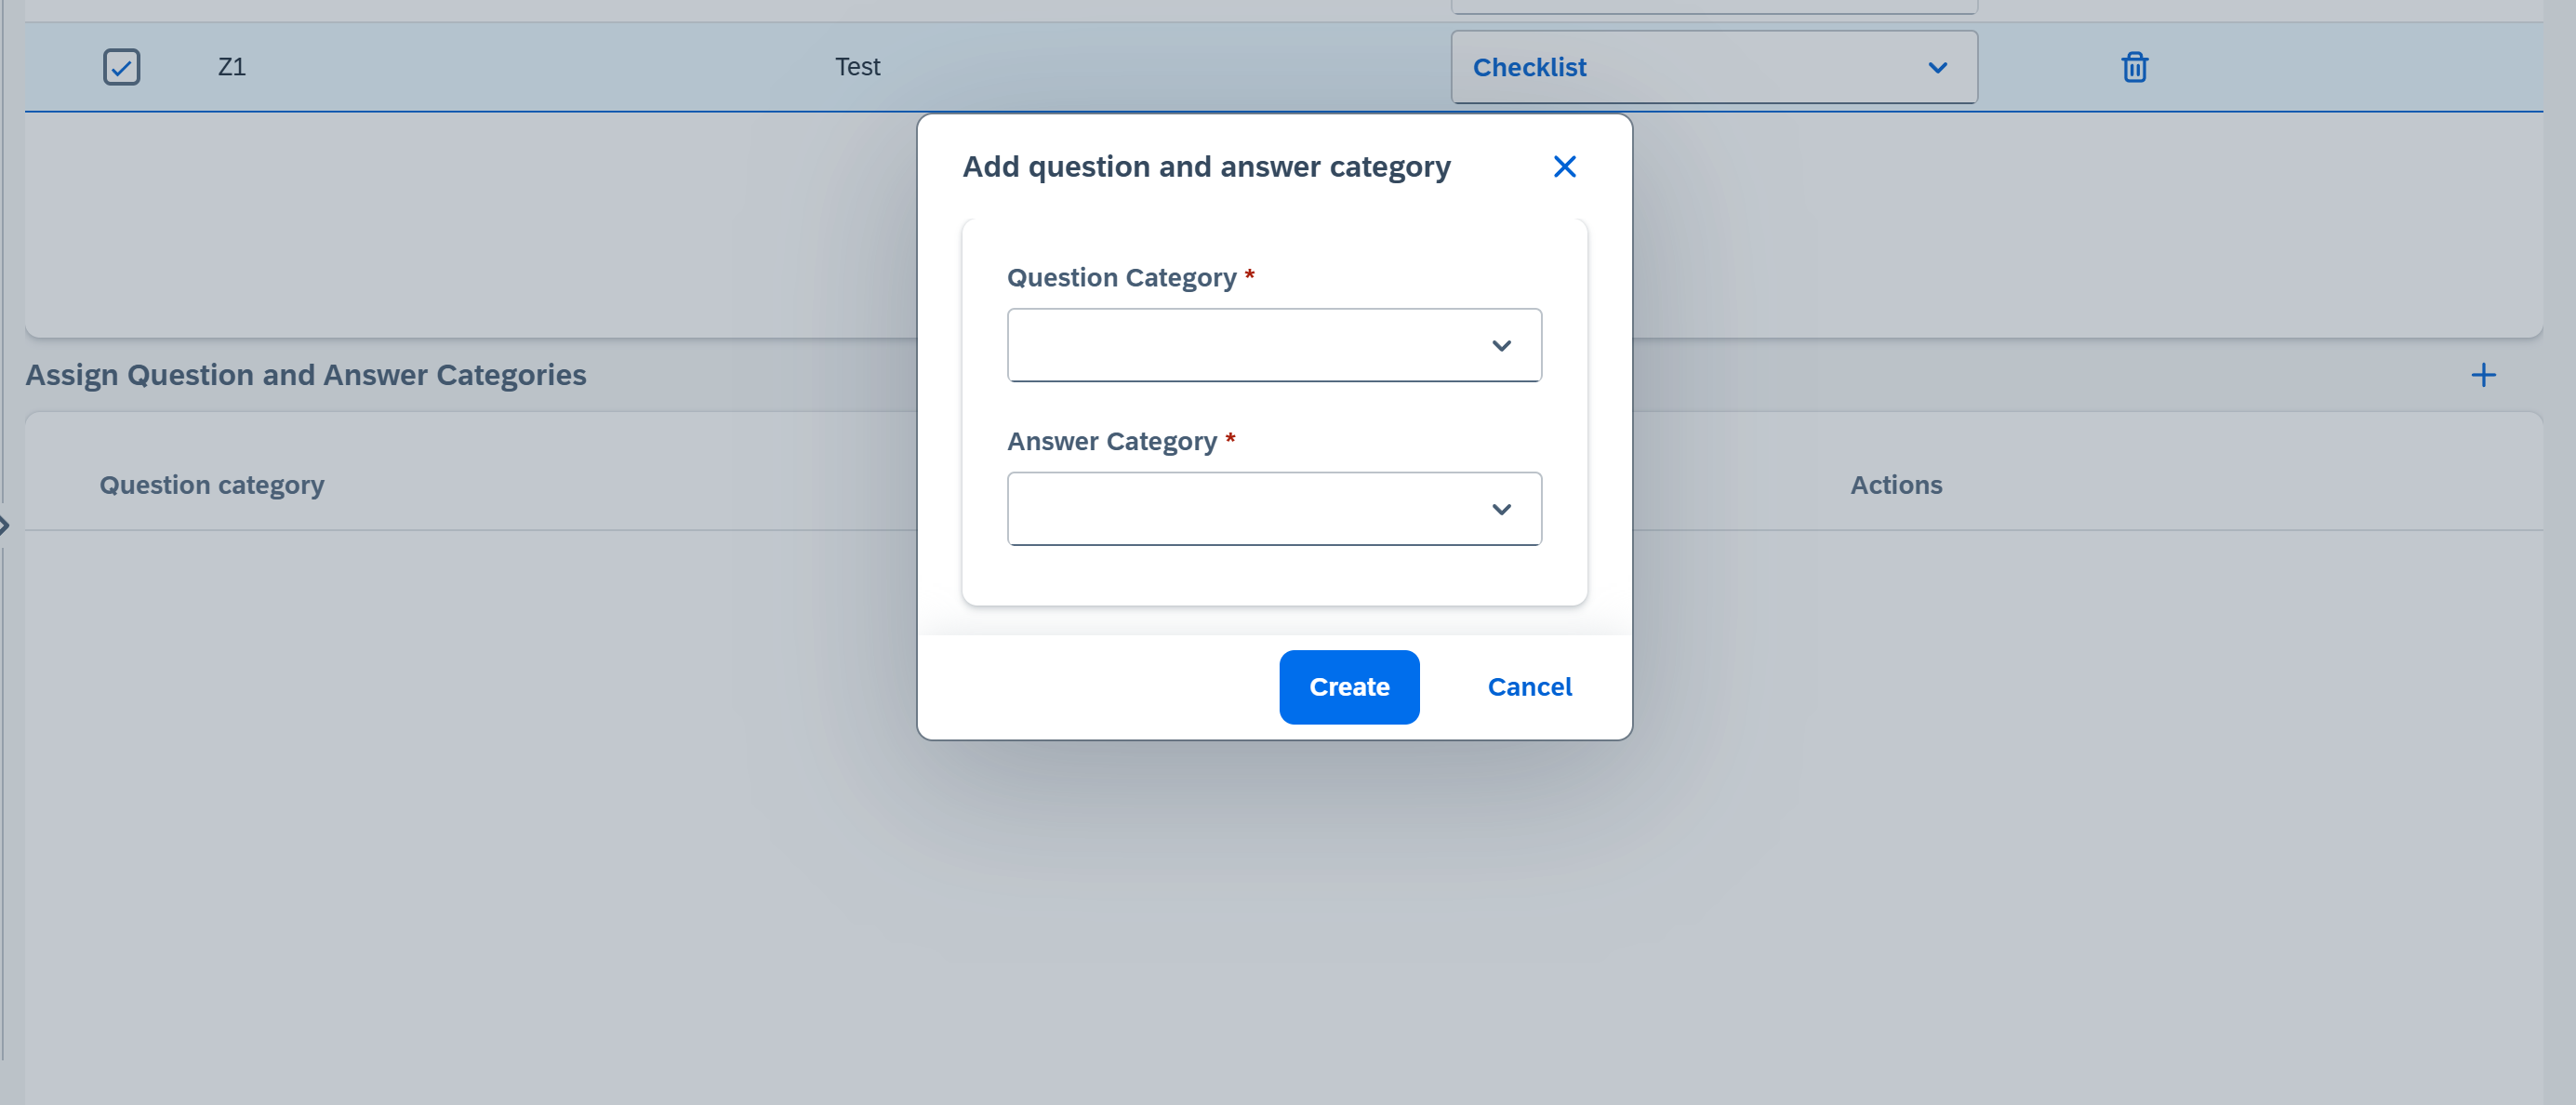 Z1 Test Checklist
Add question and answer category
Question Category *
Answer Category *
Create Cancel
Assign Question and Answer Categories
Question category Actions